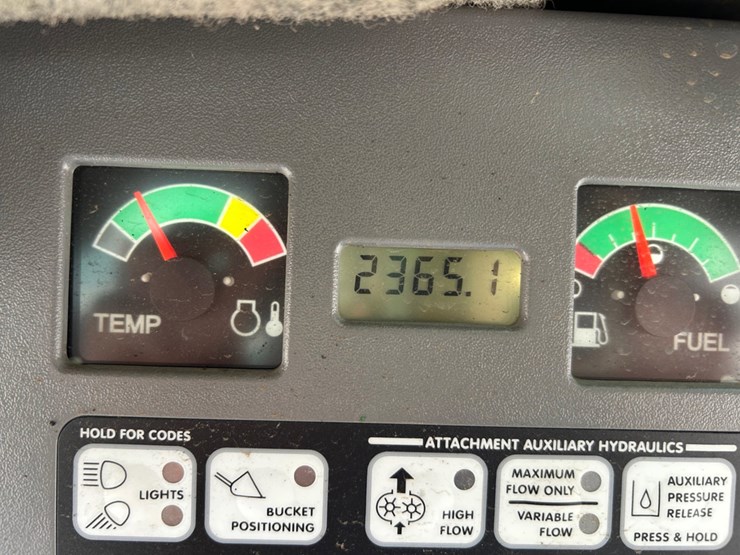 2365.1
TEMP
FUEL
HOLD FOR CODES
ATTACHMENT AUXILIARY HYDRAULICS
LIGHTS
BUCKET
POSITIONING
HIGH
FLOW
MAXIMUM
FLOW ONLY
VARIABLE
FLOW
AUXILIARY
PRESSURE
RELEASE
PRESS & HOLD